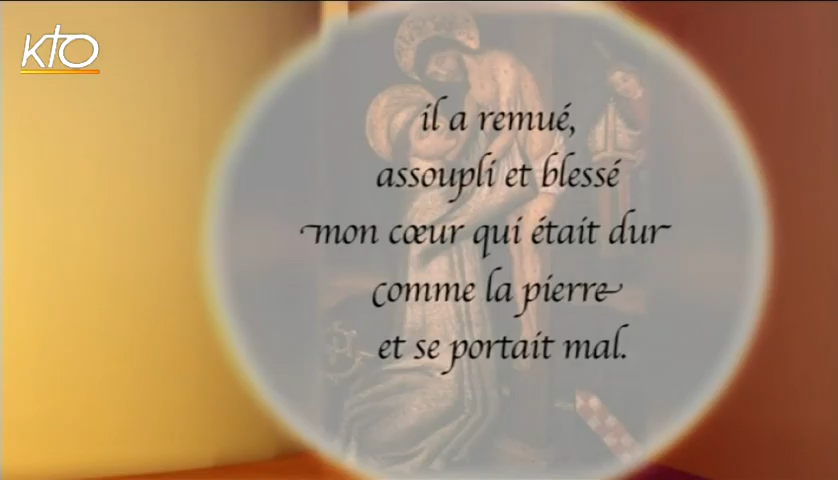 KTO
il a remué,
assoupli et blessé
mon cœur qui était dur
comme la pierre
et se portait mal.